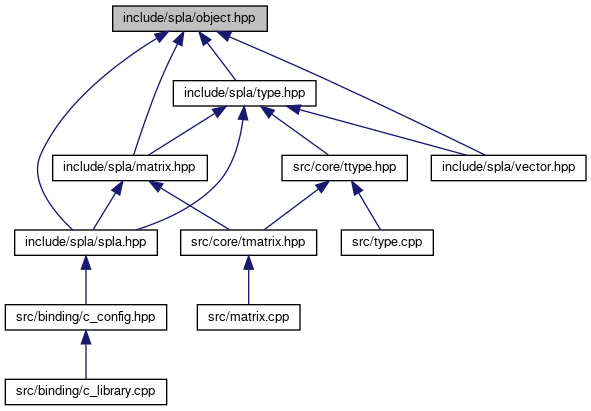 include/spla/object.hpp
include/spla/type.hpp
include/spla/matrix.hpp
src/core/ttype.hpp
include/spla/vector.hpp
include/spla/spla.hpp
src/core/tmatrix.hpp
src/type.cpp
src/binding/c_config.hpp
src/matrix.cpp
src/binding/c_library.cpp